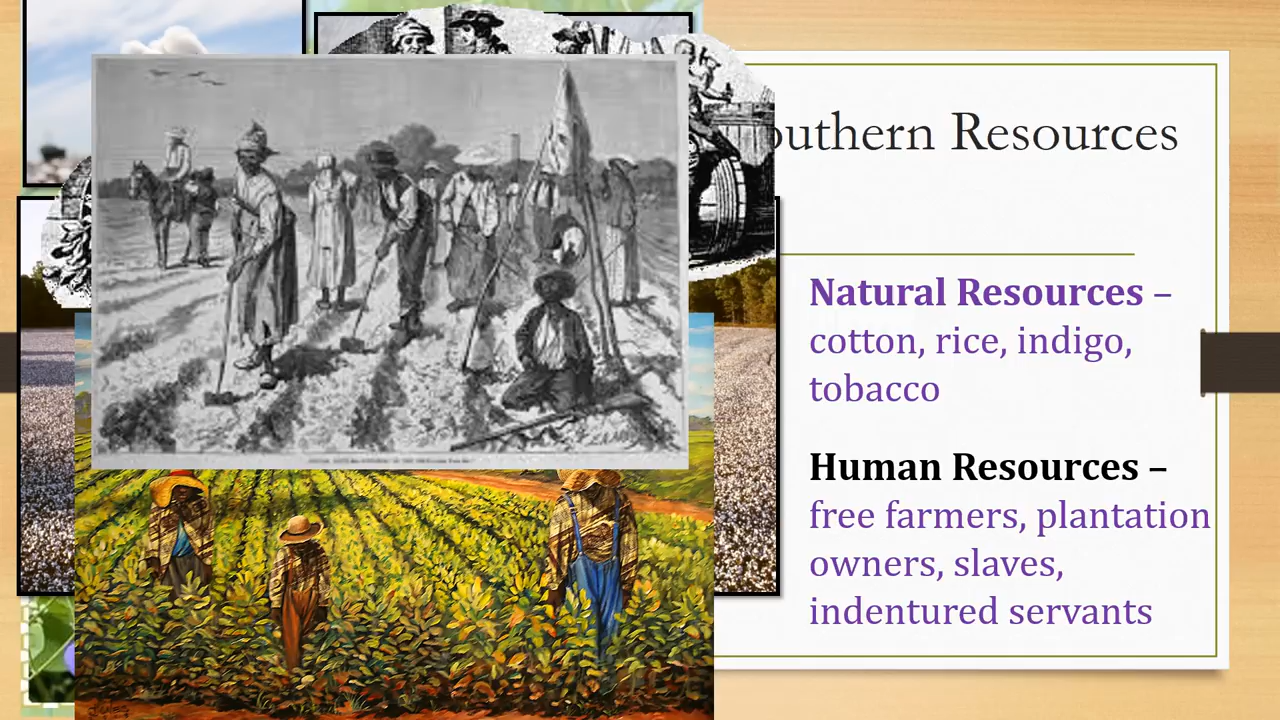 outhern Resources
Natural Resources –
cotton, rice, indigo,
tobacco
Human Resources –
free farmers, plantation
owners, slaves,
indentured servants